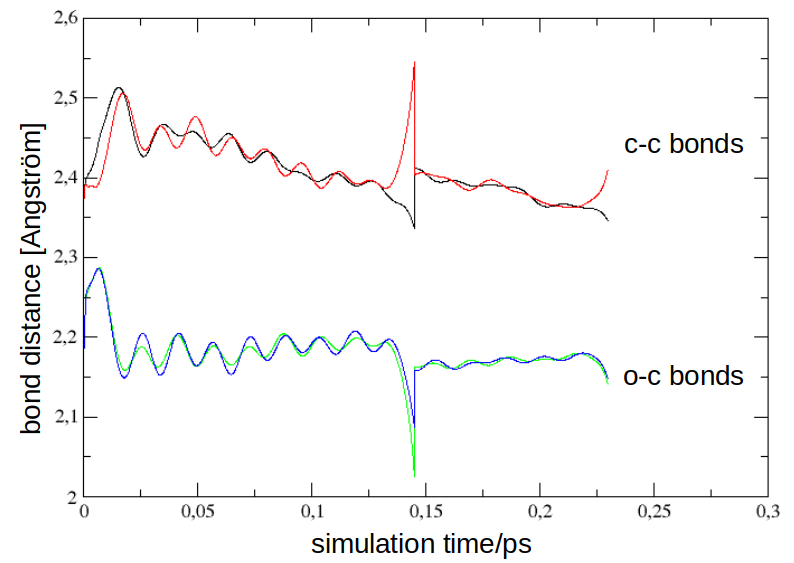 2,6
2,5
c-c bonds
2,4
bond distance [Angström]
2,3
2,2
o-c bonds
2,1
2
0 0,05 0,1 0,15 0,2 0,25 0,3
simulation time/ps